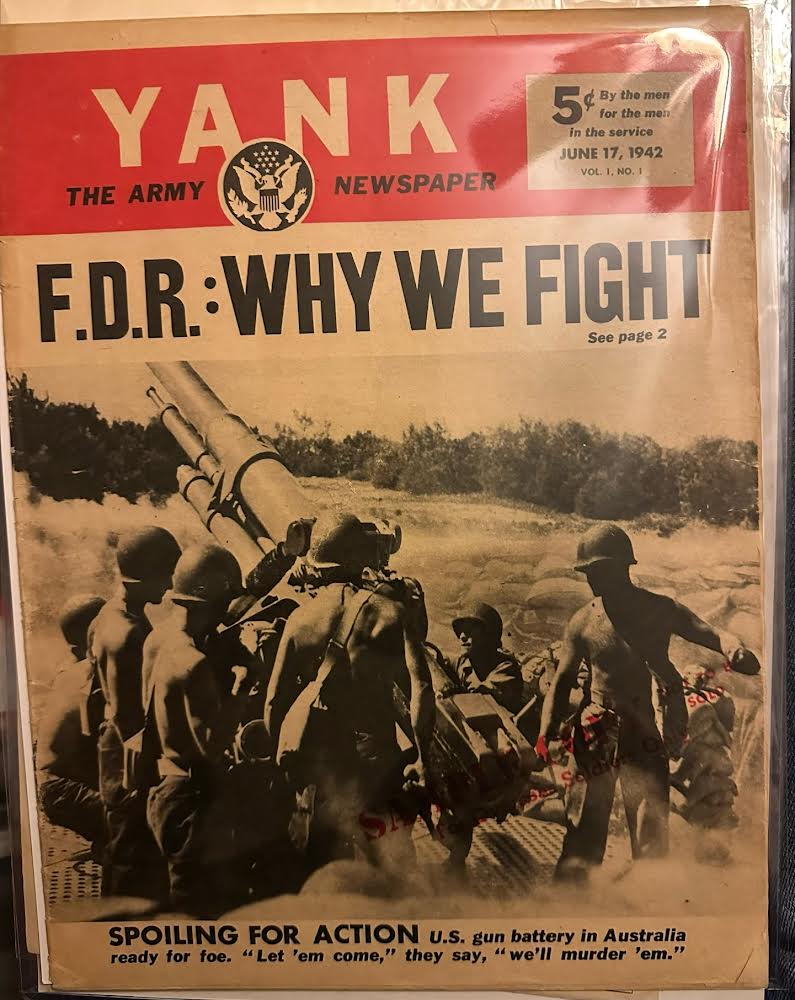 YANK
THE ARMY NEWSPAPER
5¢ By the men
for the men
in the service
JUNE 17, 1942
VOL. 1, NO. 1
F.D.R.: WHY WE FIGHT
See page 2
SOLD
Soldiers
SPOILING FOR ACTION U.S. gun battery in Australia
ready for foe. "Let 'em come," they say, "we'll murder 'em."